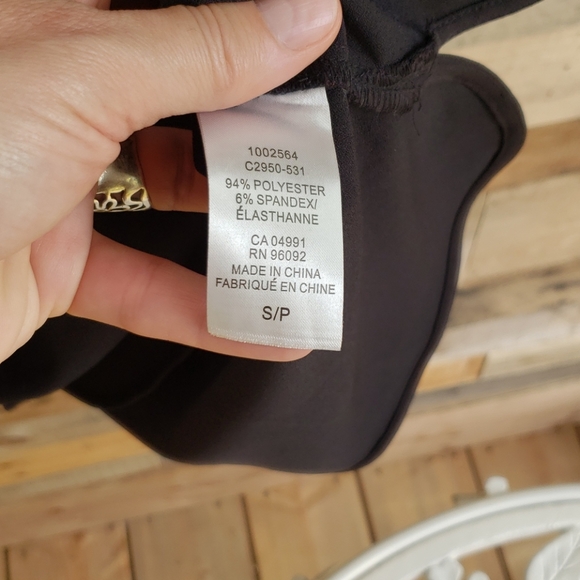 1002564
C2950-531
94% POLYESTER
6% SPANDEX/
ÉLASTHANNE
CA 04991
RN 96092
MADE IN CHINA
FABRIQUÉ EN CHINE
S/P